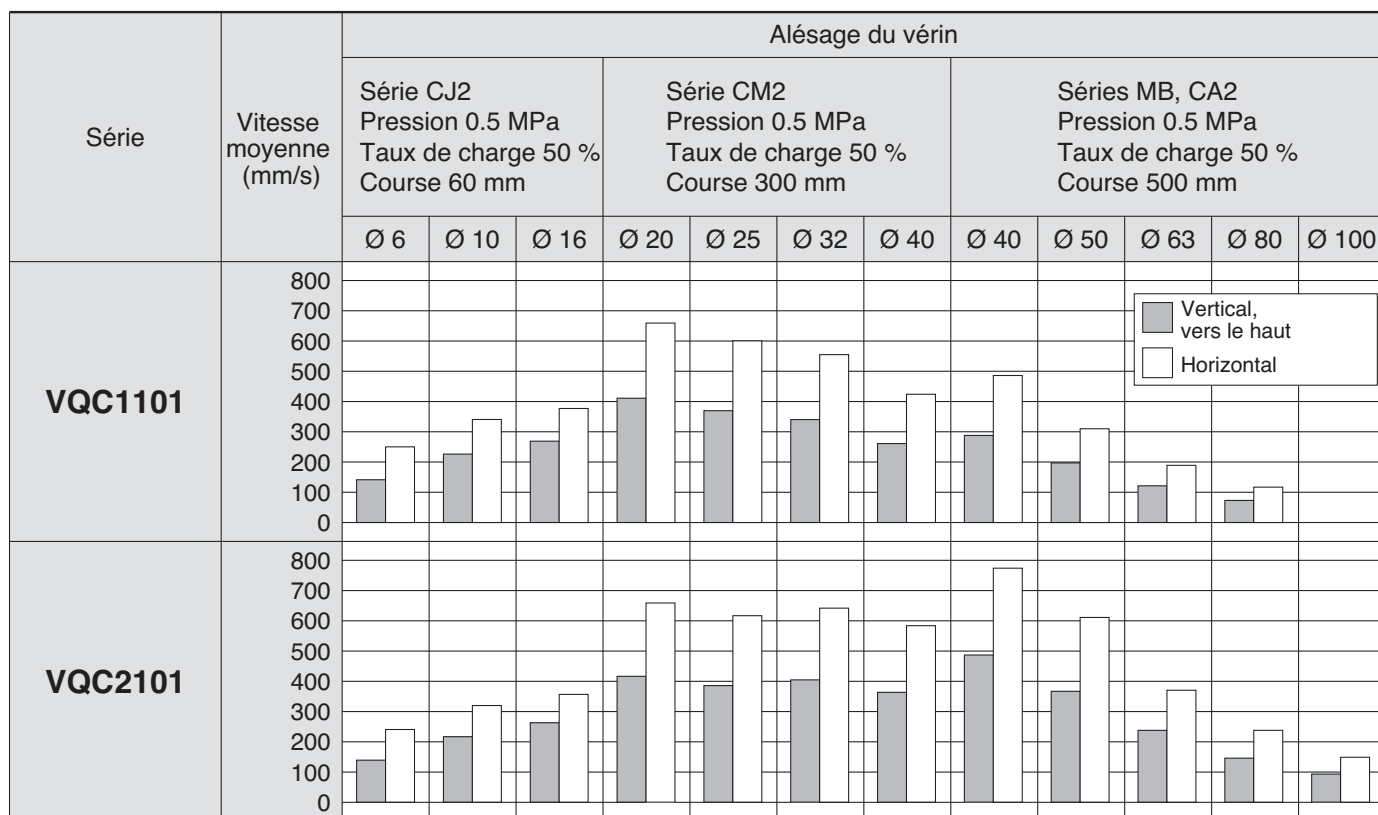 Alésage du vérin
Série
Vitesse
moyenne
(mm/s)
Série CJ2
Pression 0.5 MPa
Taux de charge 50 %
Course 60 mm
Série CM2
Pression 0.5 MPa
Taux de charge 50 %
Course 300 mm
Séries MB, CA2
Pression 0.5 MPa
Taux de charge 50 %
Course 500 mm
Ø 6 Ø 10 Ø 16 Ø 20 Ø 25 Ø 32 Ø 40 Ø 40 Ø 50 Ø 63 Ø 80 Ø 100
VQC1101
800
700
600
500
400
300
200
100
0
Vertical,
vers le haut
Horizontal
VQC2101
800
700
600
500
400
300
200
100
0